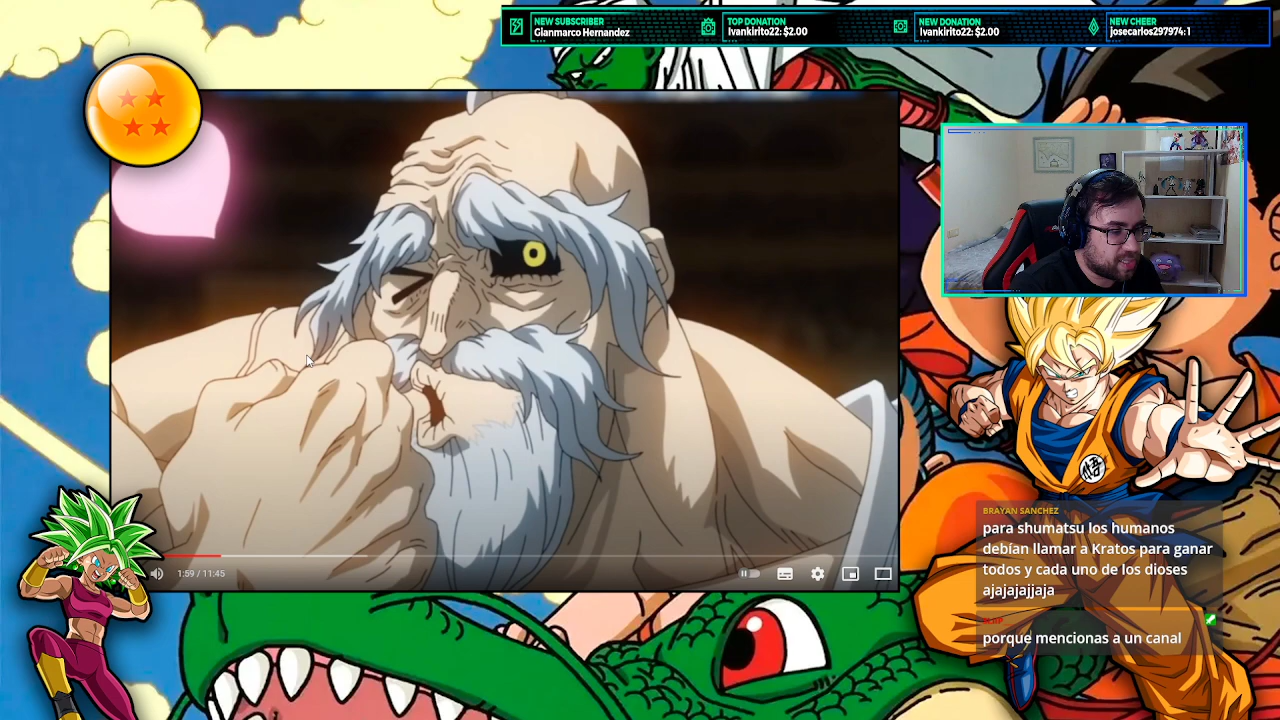 NEW SUBSCRIBER
Gianmarco Hernandez
TOP DONATION
Ivankirito22: $2.00
NEW DONATION
Ivankirito22: $2.00
NEW CHEER
josecarlos297974: 1
1:59 / 11:45
BRAYAN SANCHEZ
para shumatsu los humanos
debían llamar a Kratos para ganar
todos y cada uno de los dioses
ajajajajjaja
porque mencionas a un canal